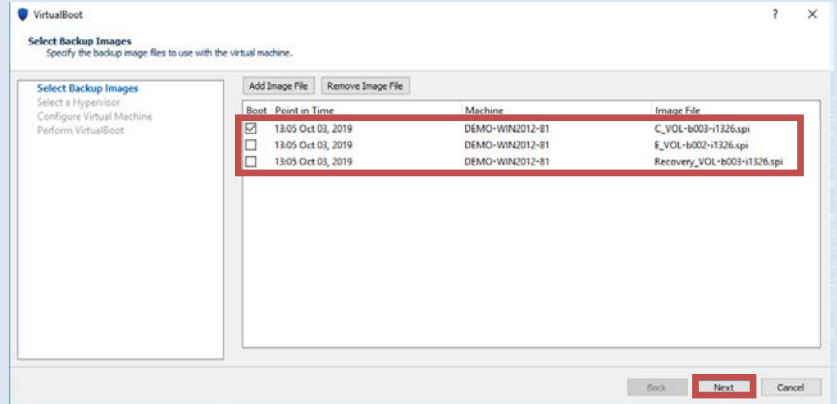 VirtualBoot ? ×
Select Backup Images
Specify the backup image files to use with the virtual machine.
Select Backup Images
Select a Hypervisor
Configure Virtual Machine
Perform VirtualBoot
Add Image File Remove Image File
Boot Point in Time Machine Image File
13:05 Oct 03, 2019 DEMO-WIN2012-81 C_VOL-b003-i1326.spi
13:05 Oct 03, 2019 DEMO-WIN2012-81 E_VOL-b002-i1326.spi
13:05 Oct 03, 2019 DEMO-WIN2012-81 Recovery_VOL-b003-i1326.spi
Back Next Cancel